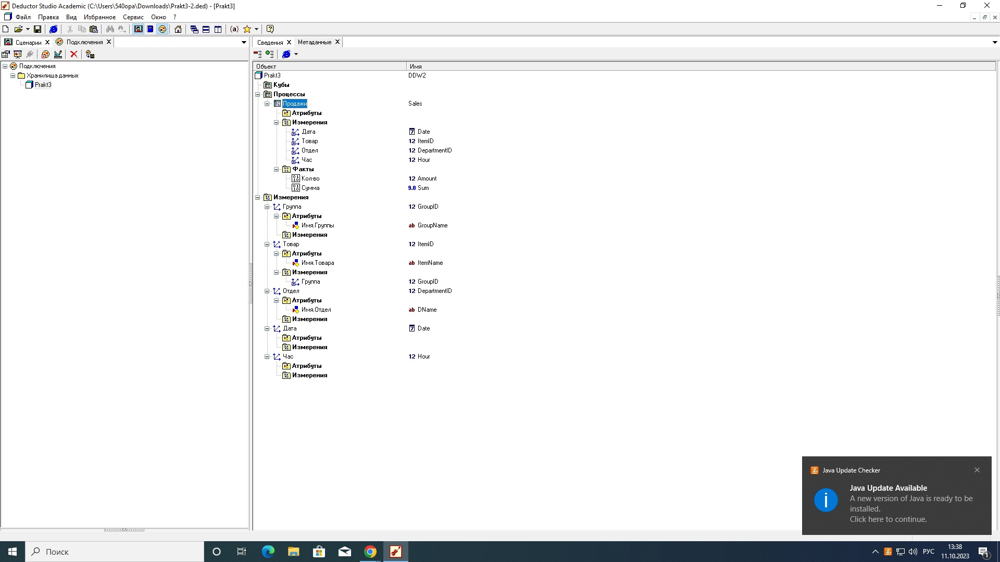 Deductor Studio Academic (C:\Users\540opa\Downloads\Prakt3-2.ded) - [Prakt3]
Файл Правка Вид Избранное Сервис Окно ?
Сценарии Подключения
Сведения Метаданные
Подключения
Хранилища данных
Prakt3
Объект Имя
Prakt3 DDW2
Кубы
Процессы
Продажи Sales
Атрибуты
Измерения
Дата 7 Date
Товар 12 ItemID
Отдел 12 DepartmentID
Час 12 Hour
Факты
Кол-во 12 Amount
Сумма 9.0 Sum
Измерения
Группа 12 GroupID
Атрибуты
Имя.Группы ab GroupName
Измерения
Товар 12 ItemID
Атрибуты
Имя.Товара ab ItemName
Измерения
Группа 12 GroupID
Отдел 12 DepartmentID
Атрибуты
Имя.Отдел ab DName
Измерения
Дата 7 Date
Атрибуты
Измерения
Час 12 Hour
Атрибуты
Измерения
Java Update Checker
Java Update Available
A new version of Java is ready to be
installed.
Click here to continue.
Поиск
РУС
13:38
11.10.2023
1